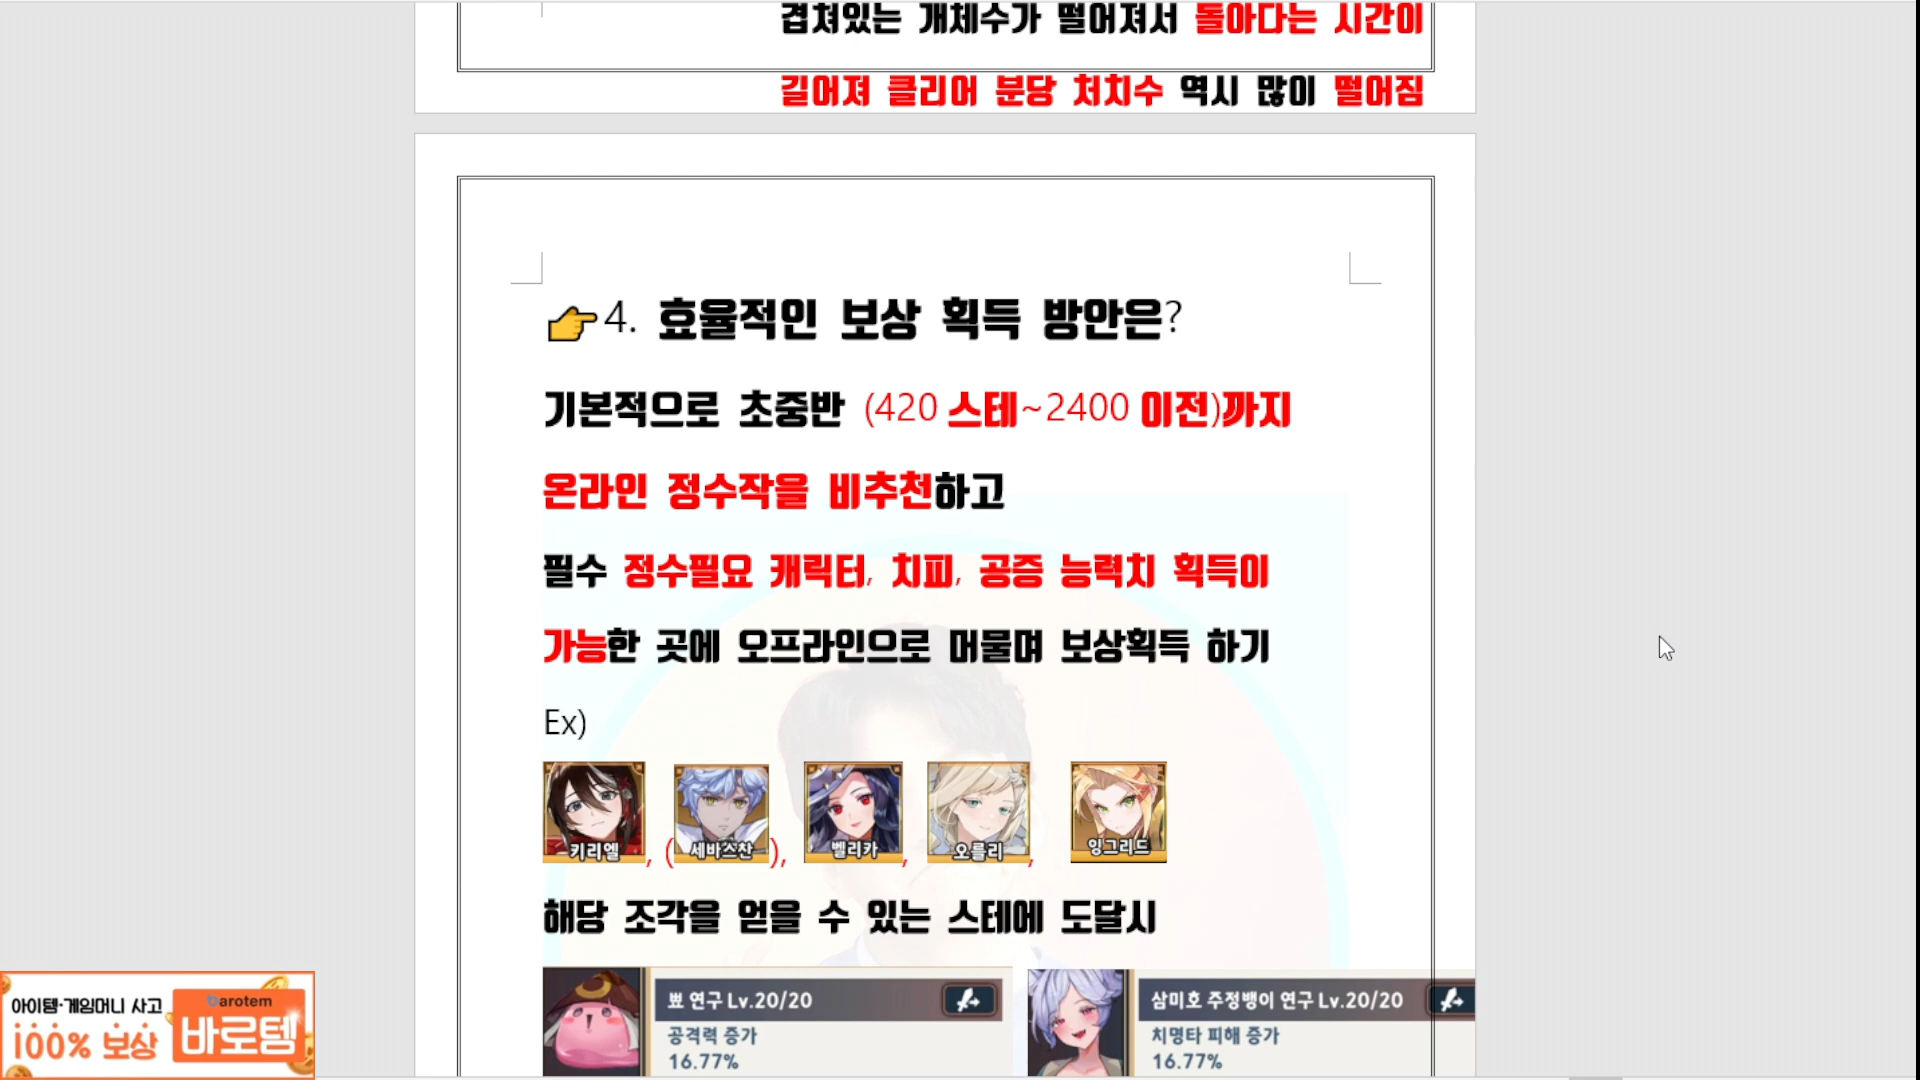 겹쳐있는 개체수가 떨어져서 돌아다는 시간이
길어져 클리어 분당 처치수 역시 많이 떨어짐
👉4. 효율적인 보상 획득 방안은?
기본적으로 초중반 (420 스테~2400 이전)까지
온라인 정수작을 비추천하고
필수 정수필요 캐릭터, 치피, 공증 능력치 획득이
가능한 곳에 오프라인으로 머물며 보상획득 하기
Ex)
키리엘, (세바스찬), 벨리카, 오를리, 잉그리드
해당 조각을 얻을 수 있는 스테에 도달시
뾰 연구 Lv.20/20
공격력 증가
16.77%
삼미호 주정뱅이 연구 Lv.20/20
치명타 피해 증가
16.77%
아이템·게임머니 사고
100% 보상
barotem
바로템